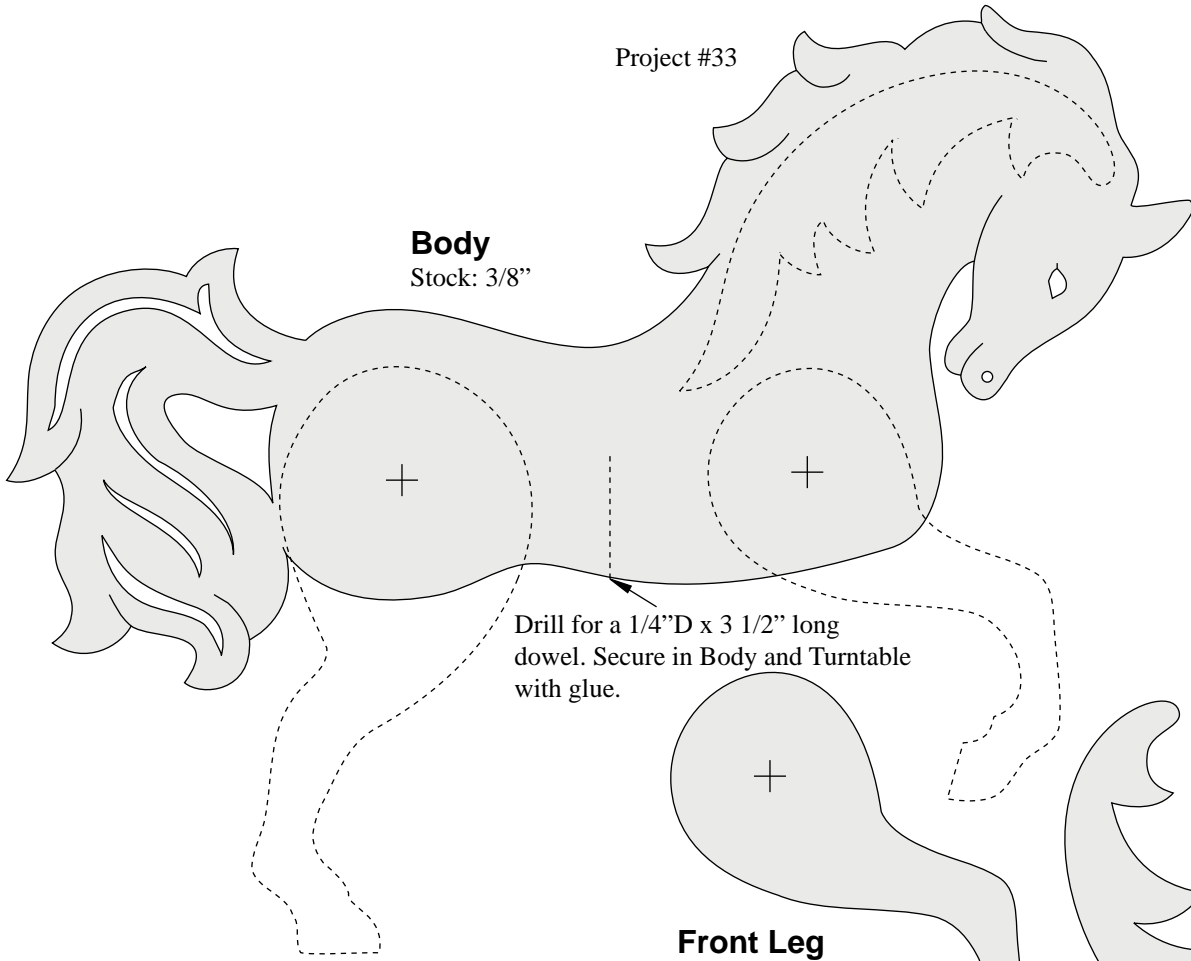 Project #33
Body
Stock: 3/8”
Drill for a 1/4”D x 3 1/2” long
dowel. Secure in Body and Turntable
with glue.
Front Leg